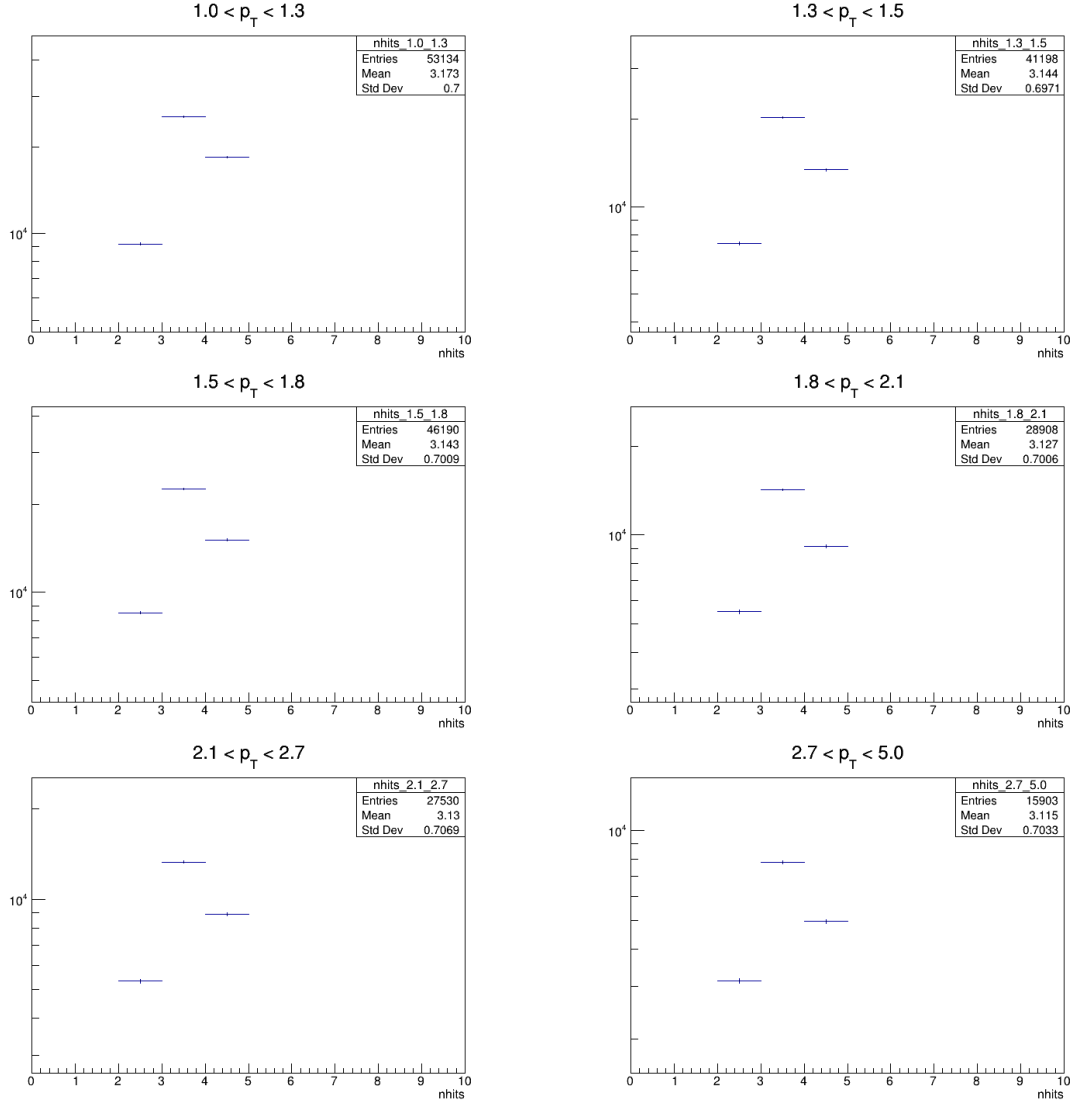 1.0 < p_T < 1.3
nhits_1.0_1.3
Entries 53134
Mean 3.173
Std Dev 0.7
10^4
0 1 2 3 4 5 6 7 8 9 10
nhits
1.3 < p_T < 1.5
nhits_1.3_1.5
Entries 41198
Mean 3.144
Std Dev 0.6971
10^4
0 1 2 3 4 5 6 7 8 9 10
nhits
1.5 < p_T < 1.8
nhits_1.5_1.8
Entries 46190
Mean 3.143
Std Dev 0.7009
10^4
0 1 2 3 4 5 6 7 8 9 10
nhits
1.8 < p_T < 2.1
nhits_1.8_2.1
Entries 28908
Mean 3.127
Std Dev 0.7006
10^4
0 1 2 3 4 5 6 7 8 9 10
nhits
2.1 < p_T < 2.7
nhits_2.1_2.7
Entries 27530
Mean 3.13
Std Dev 0.7069
10^4
0 1 2 3 4 5 6 7 8 9 10
nhits
2.7 < p_T < 5.0
nhits_2.7_5.0
Entries 15903
Mean 3.115
Std Dev 0.7033
10^4
0 1 2 3 4 5 6 7 8 9 10
nhits